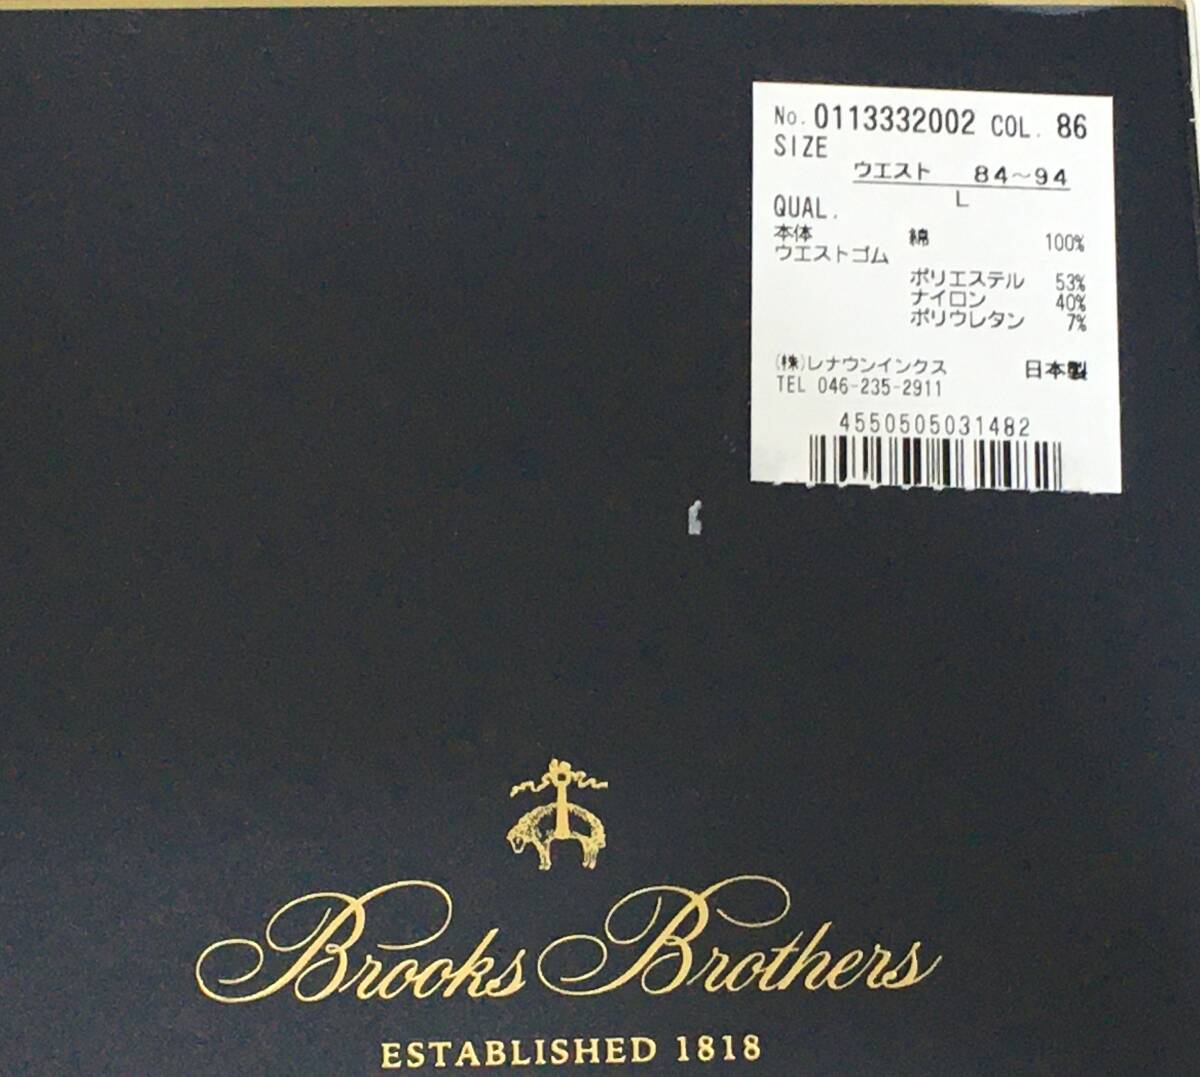 No. 0113332002 COL. 86
SIZE
ウエスト 84~94
L
QUAL.
本体 綿 100%
ウエストゴム
ポリエステル 53%
ナイロン 40%
ポリウレタン 7%
(株)レナウンインクス 日本製
TEL 046-235-2911
4550505031482
Brooks Brothers
ESTABLISHED 1818